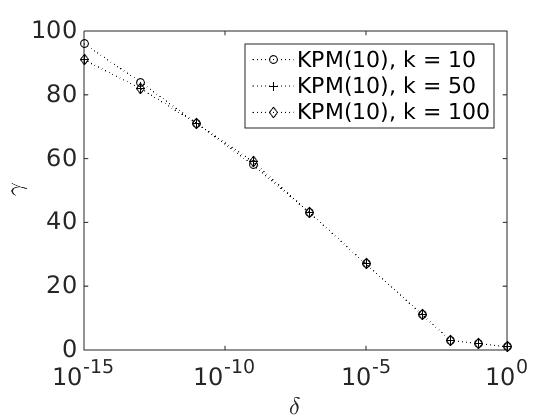 100
80
60
40
20
0
γ
KPM(10), k = 10
KPM(10), k = 50
KPM(10), k = 100
10^-15
10^-10
10^-5
10^0
δ